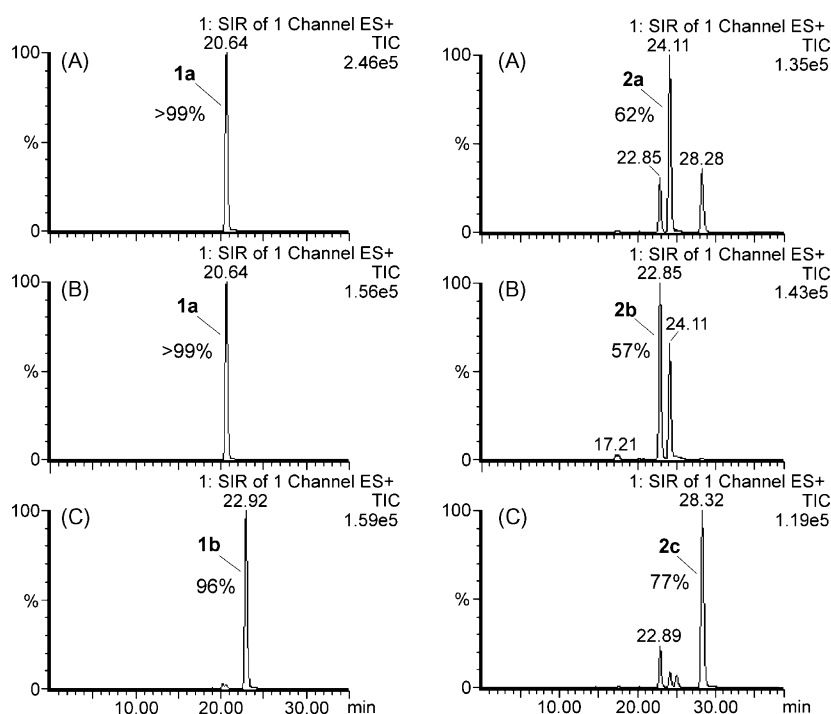 1: SIR of 1 Channel ES+
TIC
2.46e5
20.64
100
(A)
1a
>99%
%
0
1: SIR of 1 Channel ES+
TIC
1.56e5
20.64
100
(B)
1a
>99%
%
0
1: SIR of 1 Channel ES+
TIC
1.59e5
22.92
100
(C)
1b
96%
%
0
10.00 20.00 30.00 min
1: SIR of 1 Channel ES+
TIC
1.35e5
24.11
100
(A)
2a
62%
%
22.85 28.28
0
1: SIR of 1 Channel ES+
TIC
1.43e5
22.85
100
(B)
2b
24.11
57%
%
17.21
0
1: SIR of 1 Channel ES+
TIC
1.19e5
28.32
100
(C)
2c
77%
%
22.89
0
10.00 20.00 30.00 min